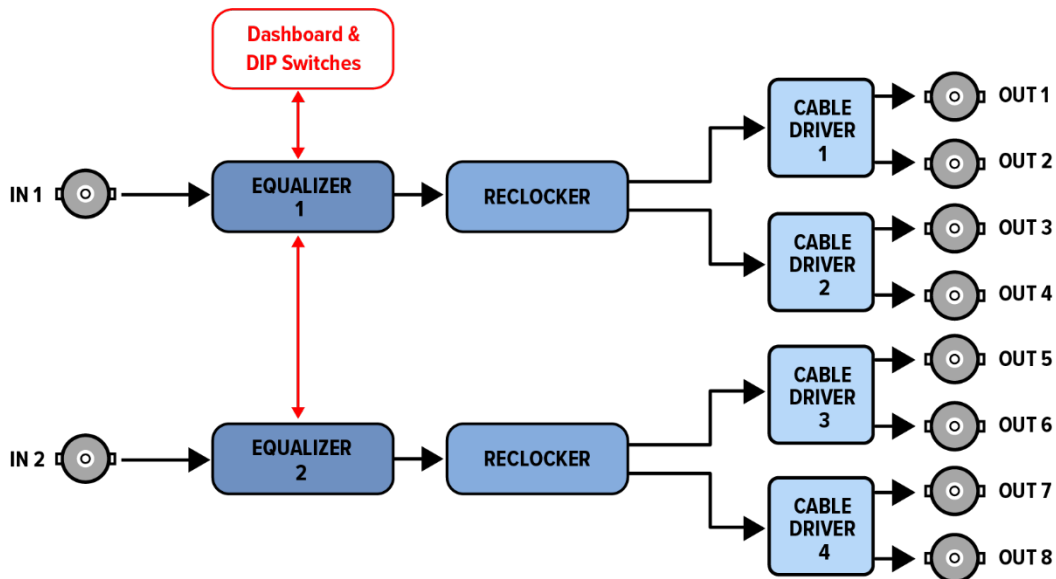 Dashboard &
DIP Switches
IN 1
EQUALIZER
1
RECLOCKER
CABLE
DRIVER
1
OUT 1
OUT 2
CABLE
DRIVER
2
OUT 3
OUT 4
IN 2
EQUALIZER
2
RECLOCKER
CABLE
DRIVER
3
OUT 5
OUT 6
CABLE
DRIVER
4
OUT 7
OUT 8